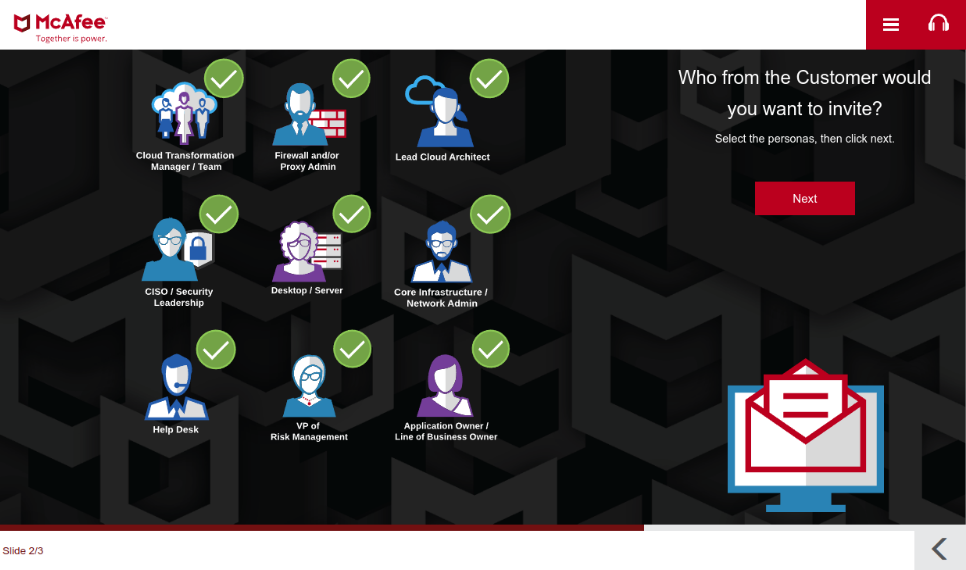 McAfee™
Together is power.
Who from the Customer would
you want to invite?
Select the personas, then click next.
Next
Cloud Transformation
Manager / Team
Firewall and/or
Proxy Admin
Lead Cloud Architect
CISO / Security
Leadership
Desktop / Server
Core Infrastructure /
Network Admin
Help Desk
VP of
Risk Management
Application Owner /
Line of Business Owner
Slide 2/3